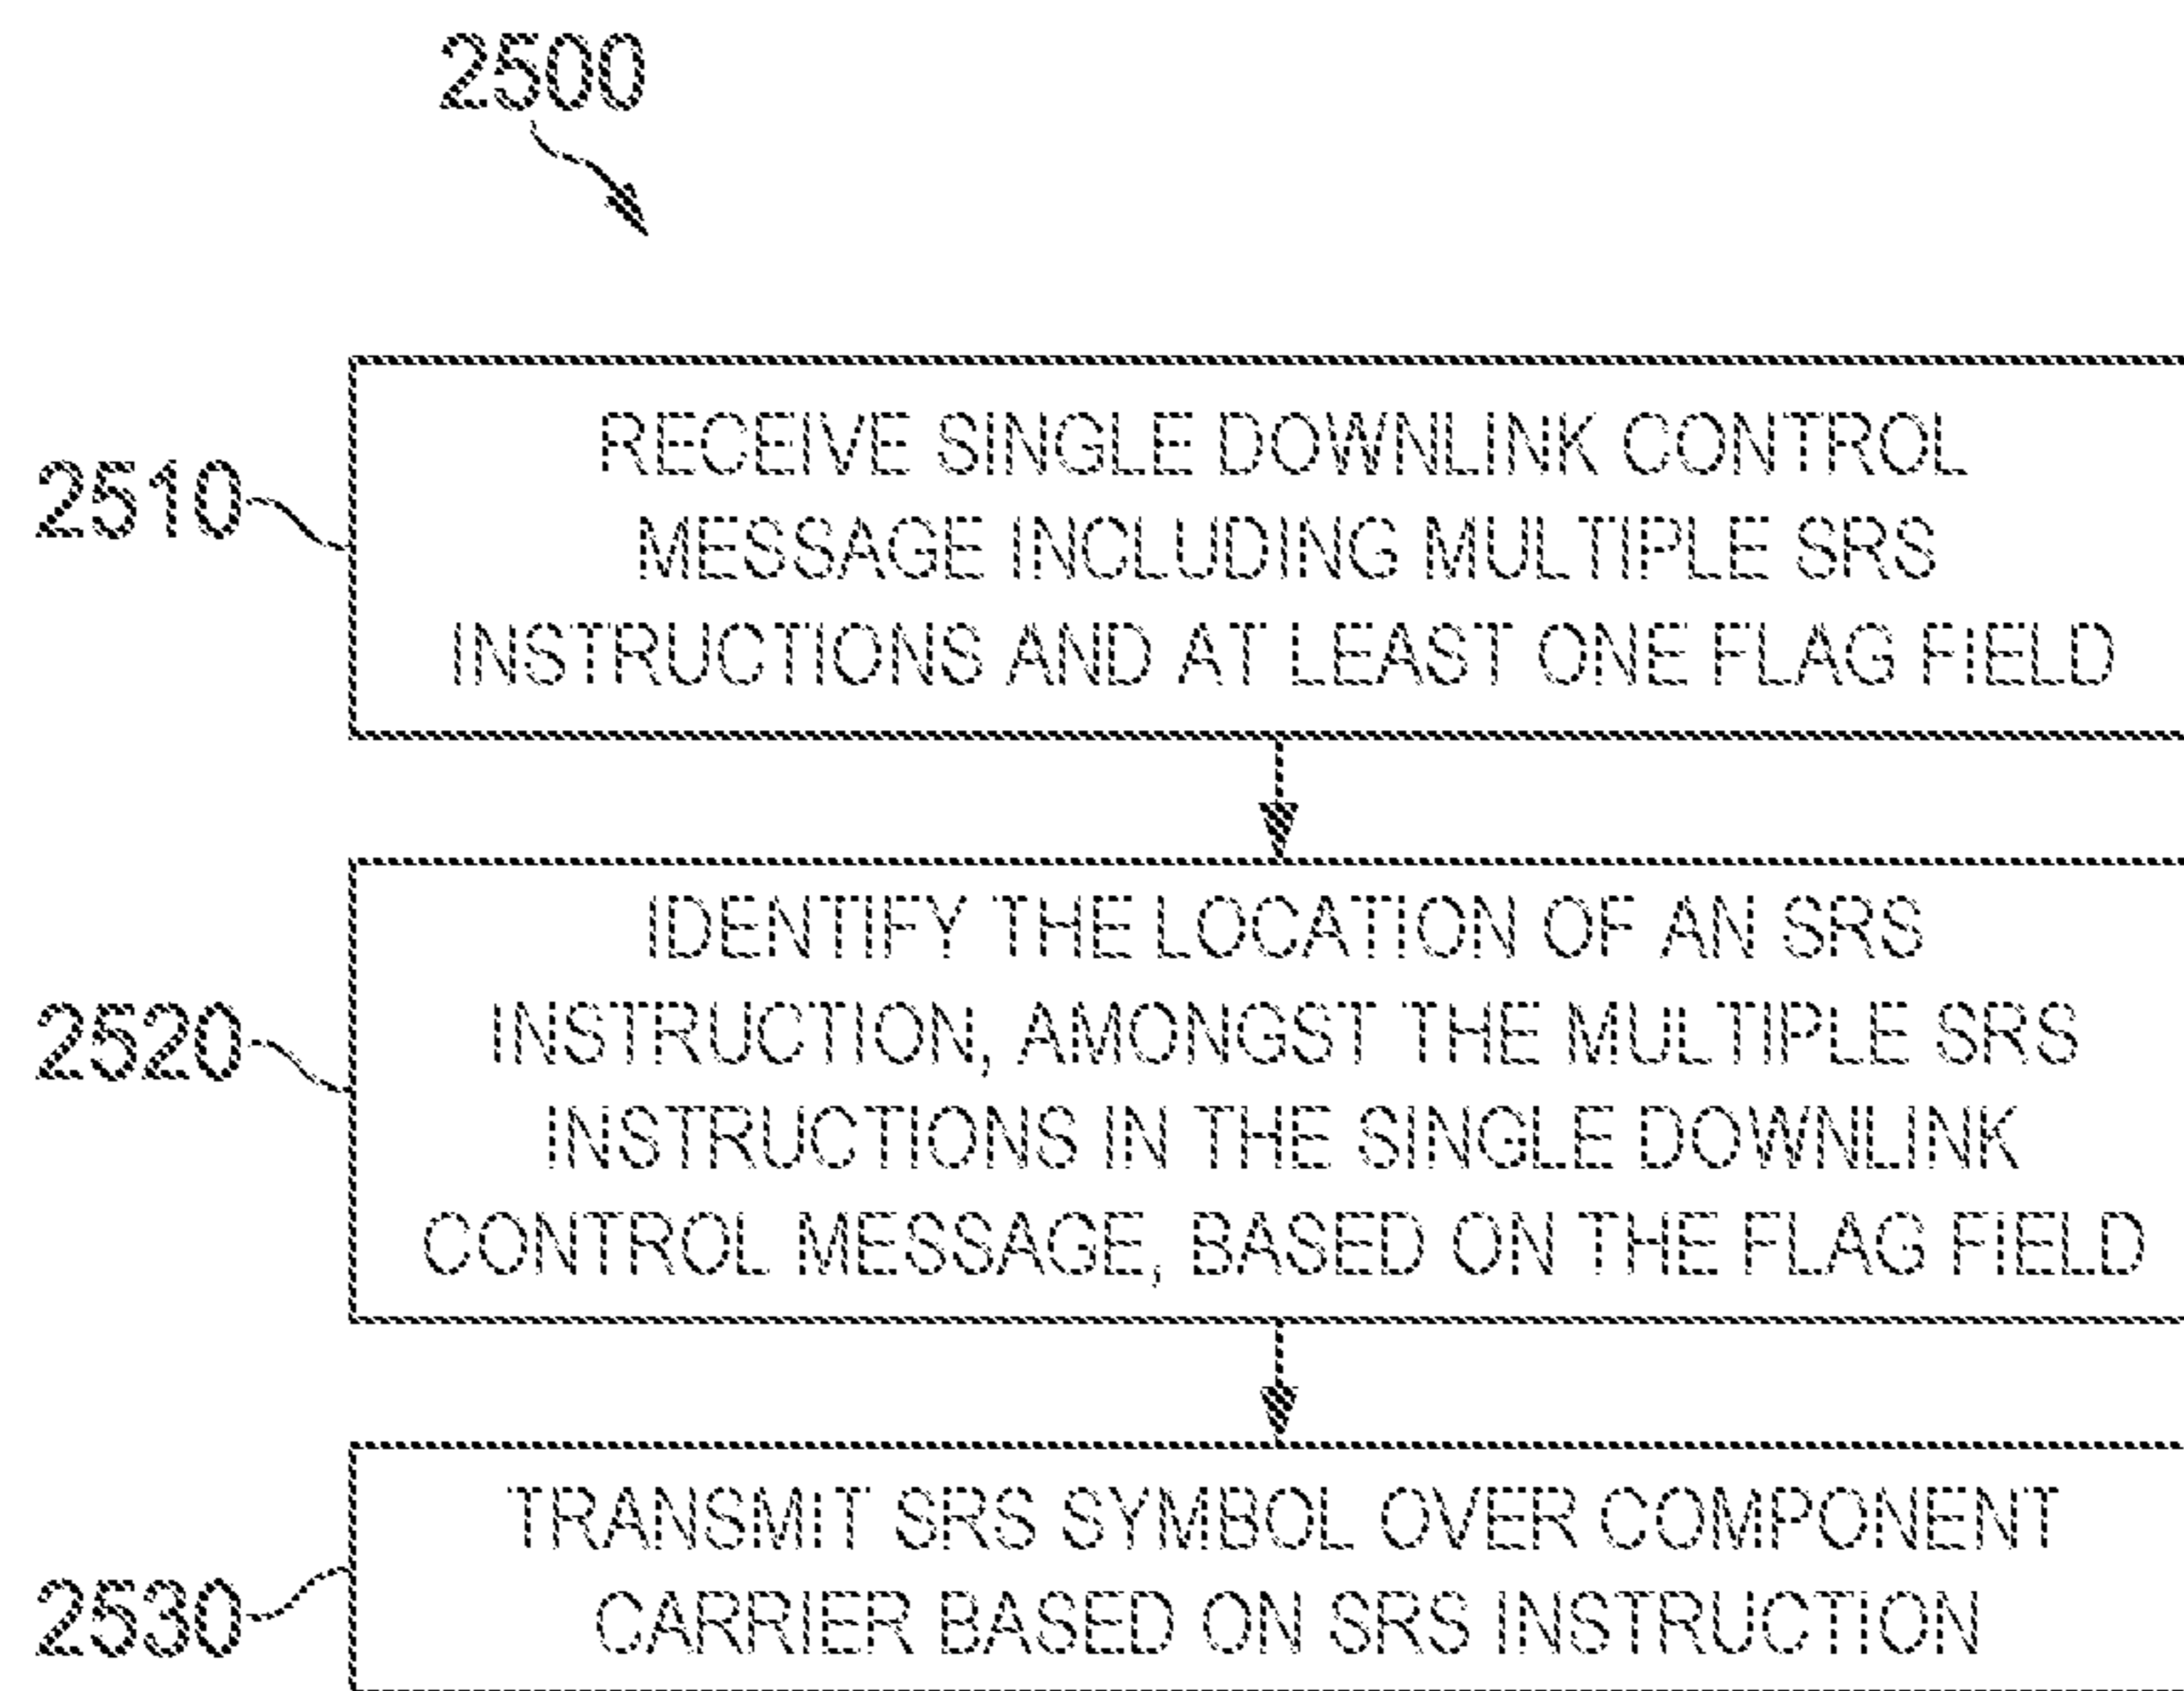 2500
2510
RECEIVE SINGLE DOWNLINK CONTROL
MESSAGE INCLUDING MULTIPLE SRS
INSTRUCTIONS AND AT LEAST ONE FLAG FIELD
2520
IDENTIFY THE LOCATION OF AN SRS
INSTRUCTION, AMONGST THE MULTIPLE SRS
INSTRUCTIONS IN THE SINGLE DOWNLINK
CONTROL MESSAGE, BASED ON THE FLAG FIELD
2530
TRANSMIT SRS SYMBOL OVER COMPONENT
CARRIER BASED ON SRS INSTRUCTION